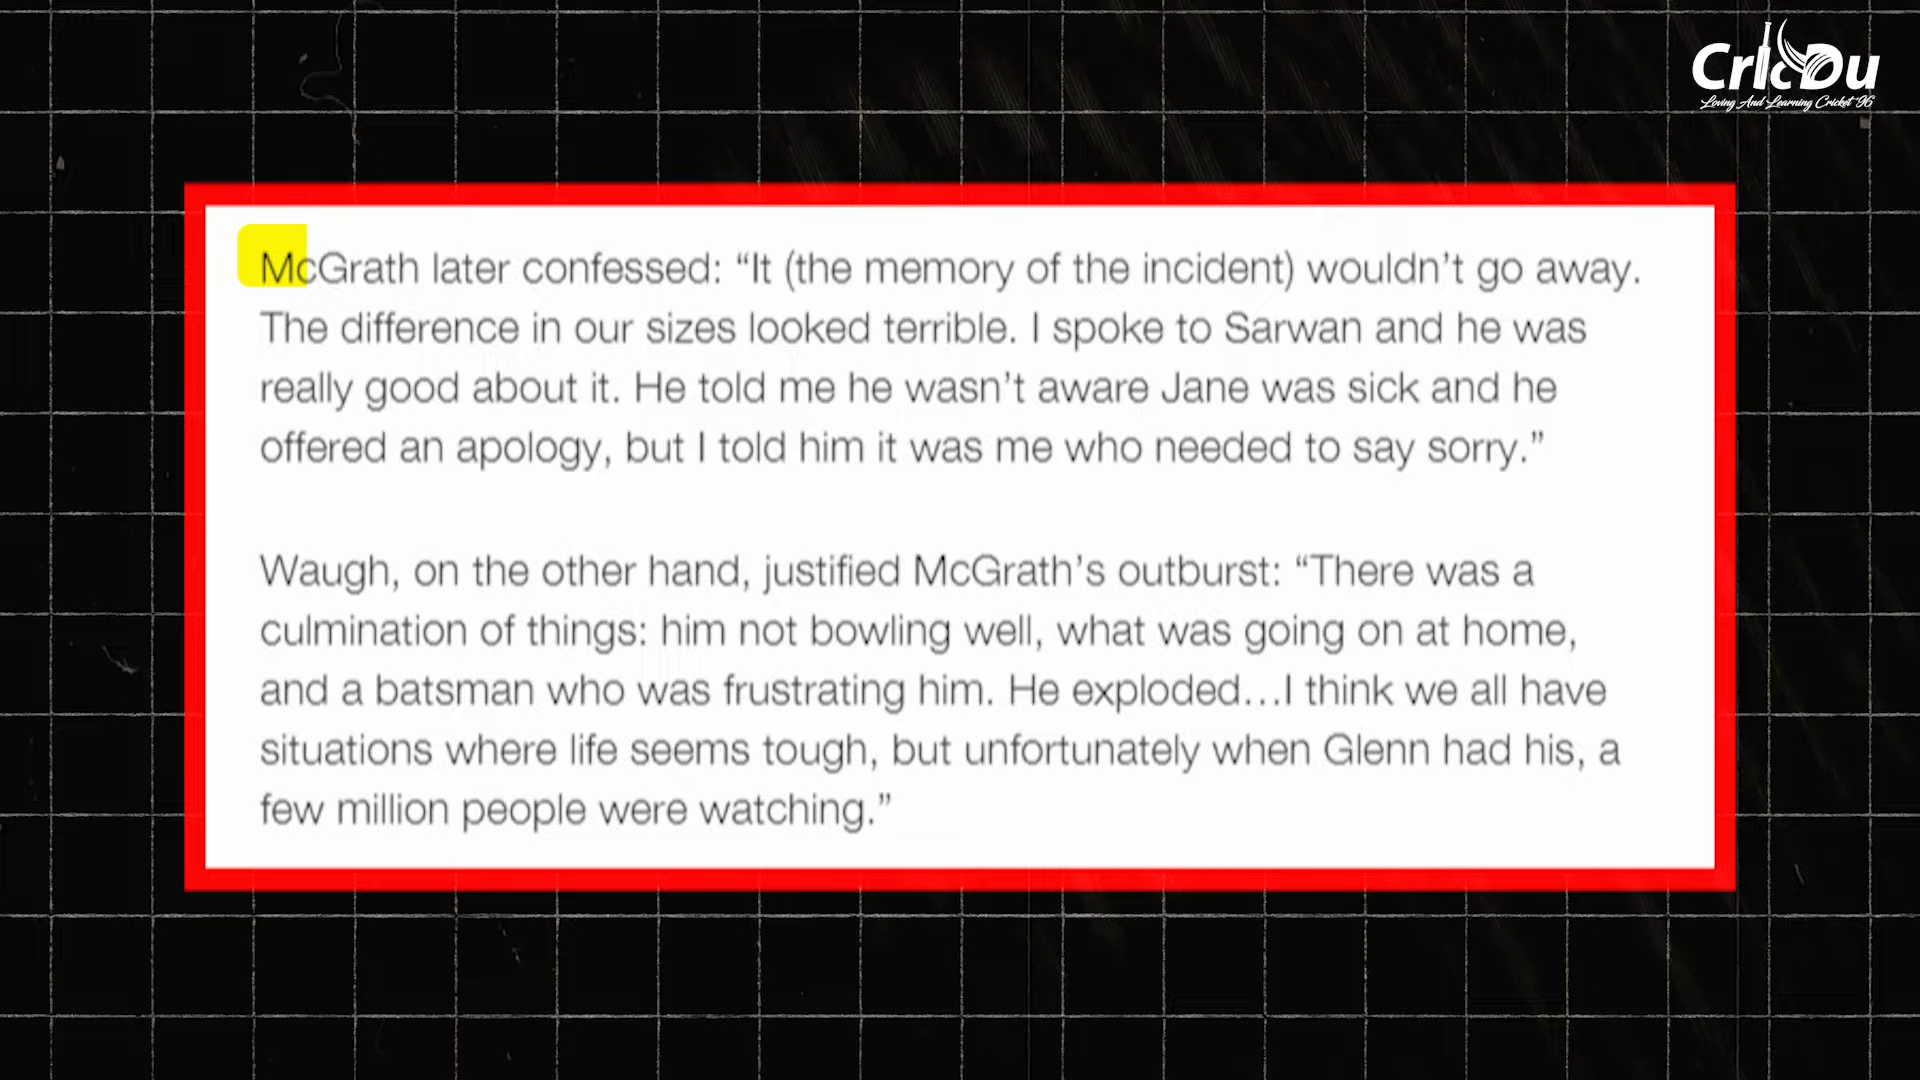 CricDu
Loving And Learning Cricket '96
McGrath later confessed: “It (the memory of the incident) wouldn’t go away.
The difference in our sizes looked terrible. I spoke to Sarwan and he was
really good about it. He told me he wasn’t aware Jane was sick and he
offered an apology, but I told him it was me who needed to say sorry.”
Waugh, on the other hand, justified McGrath’s outburst: “There was a
culmination of things: him not bowling well, what was going on at home,
and a batsman who was frustrating him. He exploded…I think we all have
situations where life seems tough, but unfortunately when Glenn had his, a
few million people were watching.”